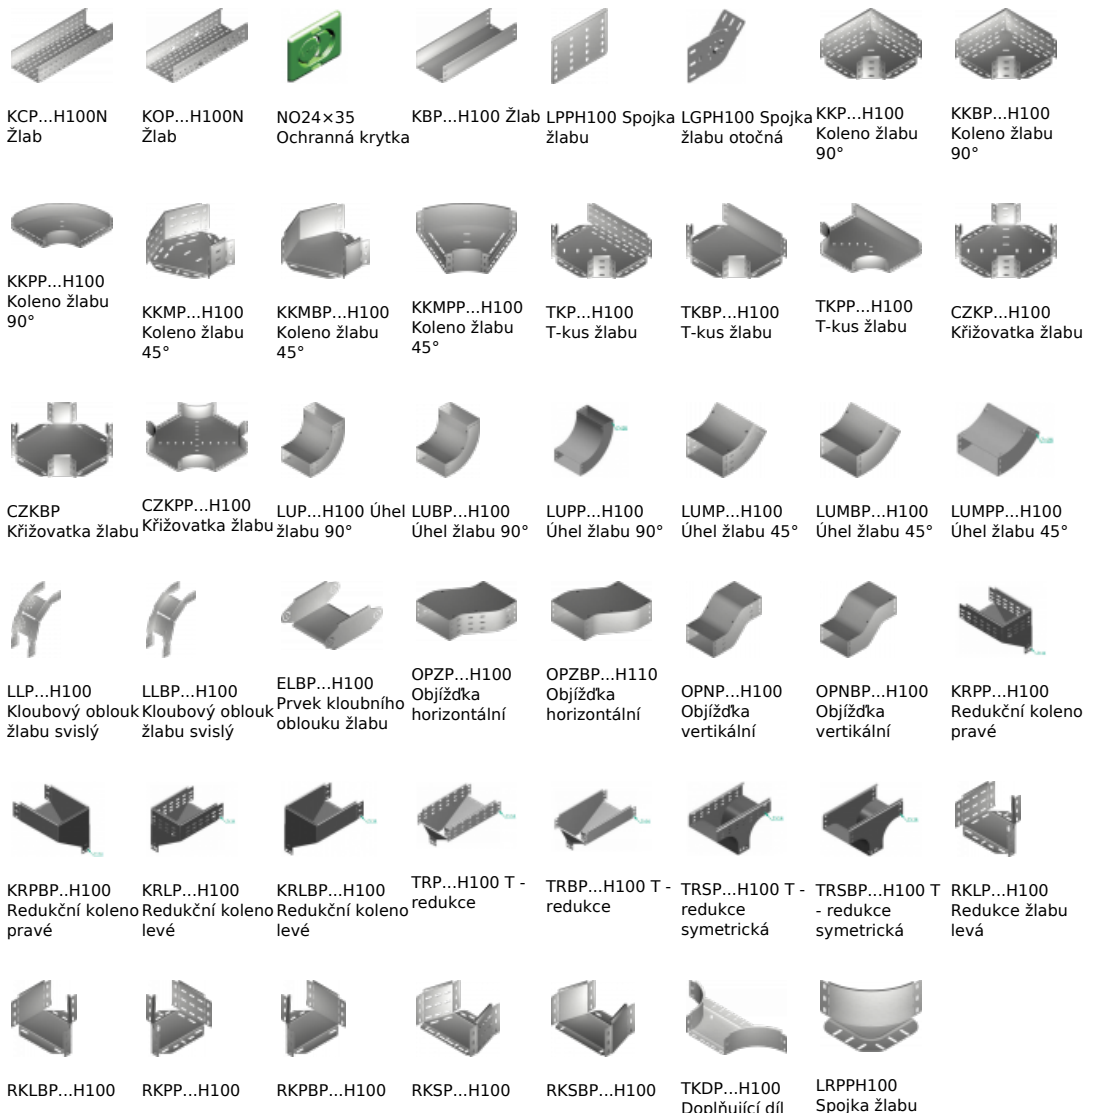 KCP...H100N
Žlab
KOP...H100N
Žlab
NO24×35
Ochranná krytka
KBP...H100 Žlab
LPPH100 Spojka
žlabu
LGPH100 Spojka
žlabu otočná
KKP...H100
Koleno žlabu
90°
KKBP...H100
Koleno žlabu
90°
KKPP...H100
Koleno žlabu
90°
KKMP...H100
Koleno žlabu
45°
KKMBP...H100
Koleno žlabu
45°
KKMPP...H100
Koleno žlabu
45°
TKP...H100
T-kus žlabu
TKBP...H100
T-kus žlabu
TKPP...H100
T-kus žlabu
CZKP...H100
Křižovatka žlabu
CZKBP
Křižovatka žlabu
CZKPP...H100
Křižovatka žlabu
LUP...H100 Úhel
žlabu 90°
LUBP...H100
Úhel žlabu 90°
LUPP...H100
Úhel žlabu 90°
LUMP...H100
Úhel žlabu 45°
LUMBP...H100
Úhel žlabu 45°
LUMPP...H100
Úhel žlabu 45°
LLP...H100
Kloubový oblouk
žlabu svislý
LLBP...H100
Kloubový oblouk
žlabu svislý
ELBP...H100
Prvek kloubního
oblouku žlabu
OPZP...H100
Objížďka
horizontální
OPZBP...H110
Objížďka
horizontální
OPNP...H100
Objížďka
vertikální
OPNBP...H100
Objížďka
vertikální
KRPP...H100
Redukční koleno
pravé
KRPBP..H100
Redukční koleno
pravé
KRLP...H100
Redukční koleno
levé
KRLBP...H100
Redukční koleno
levé
TRP...H100 T -
redukce
TRBP...H100 T -
redukce
TRSP...H100 T -
redukce
symetrická
TRSBP...H100 T
- redukce
symetrická
RKLP...H100
Redukce žlabu
levá
RKLBP...H100
RKPP...H100
RKPBP...H100
RKSP...H100
RKSBP...H100
TKDP...H100
Doplňující díl
LRPPH100
Spojka žlabu